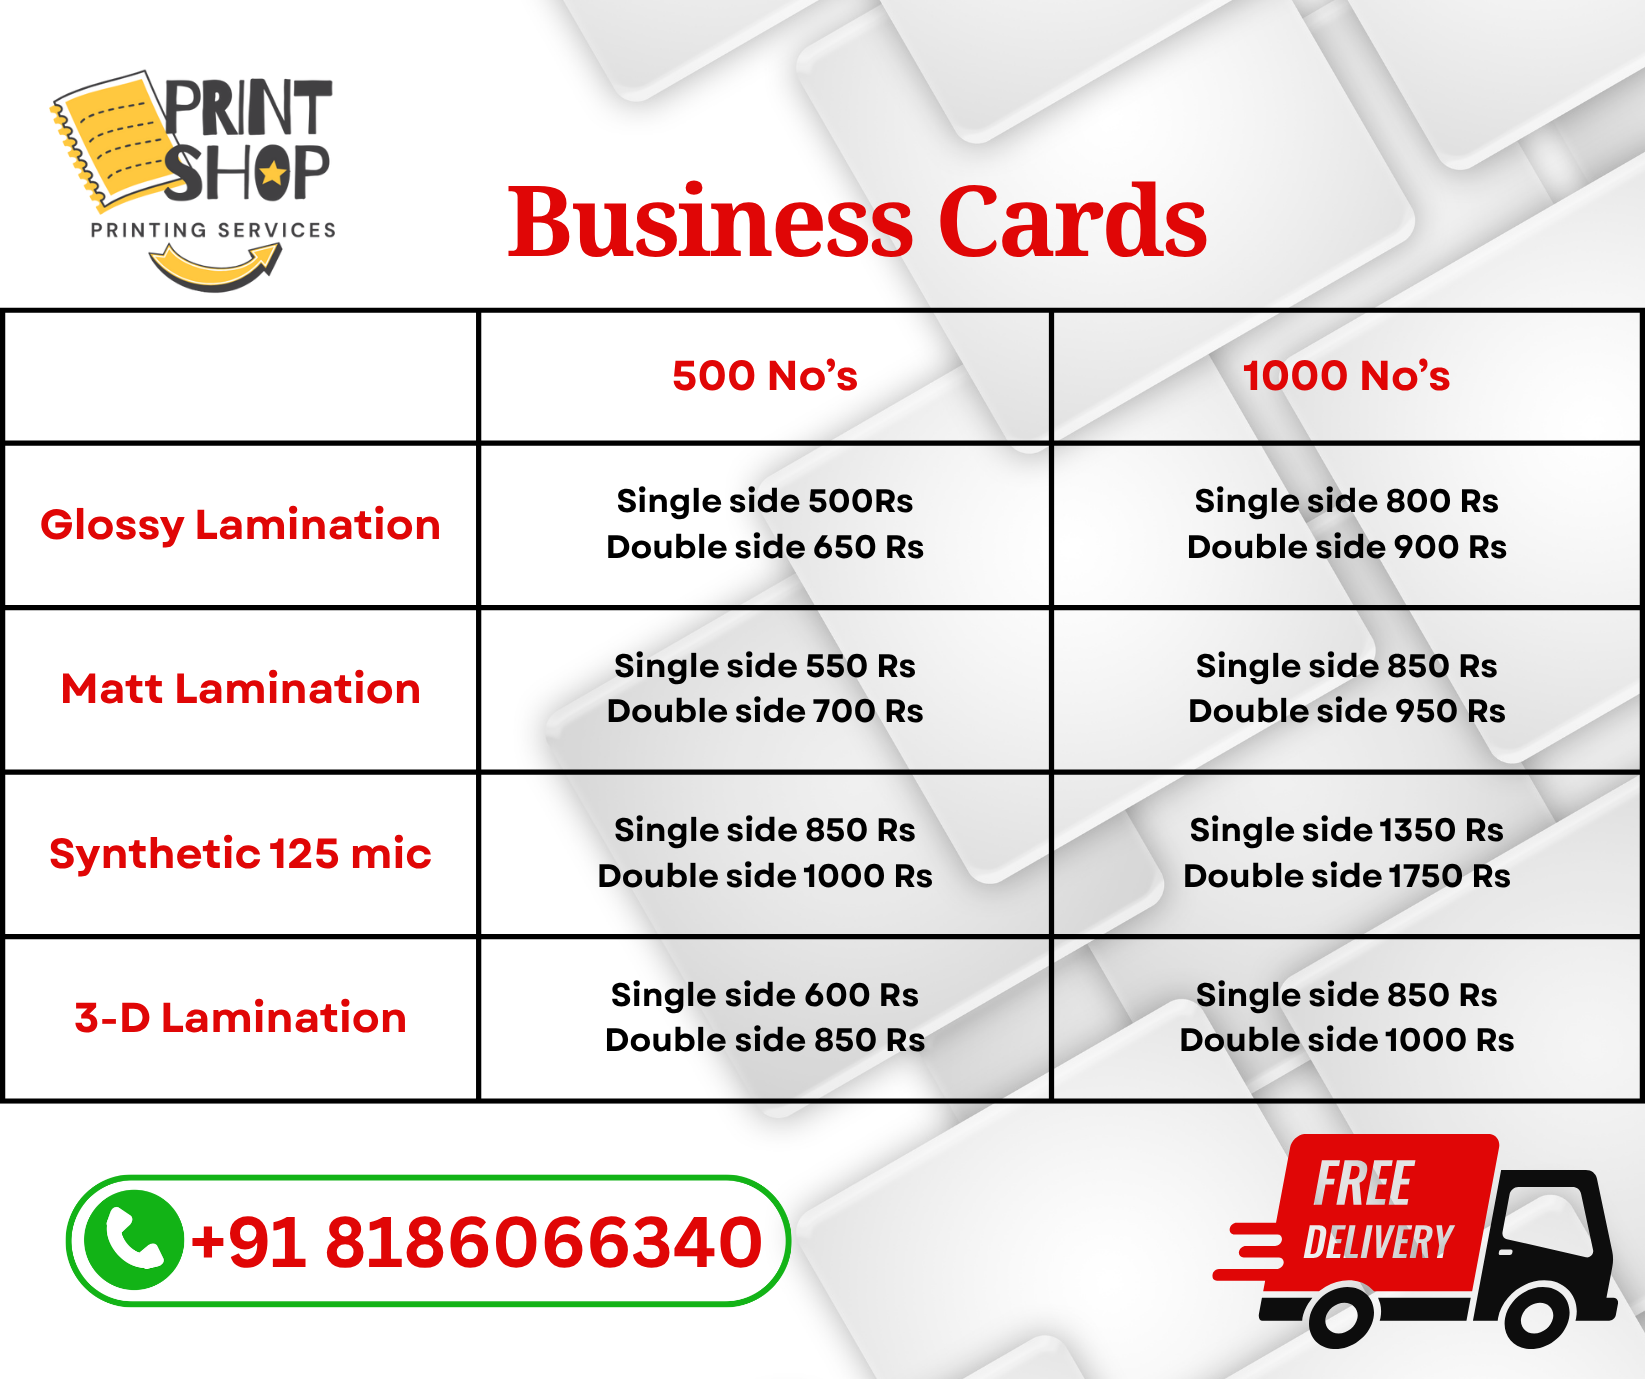 PRINT
SHOP
PRINTING SERVICES
Business Cards
500 No’s
1000 No’s
Glossy Lamination
Single side 500Rs
Double side 650 Rs
Single side 800 Rs
Double side 900 Rs
Matt Lamination
Single side 550 Rs
Double side 700 Rs
Single side 850 Rs
Double side 950 Rs
Synthetic 125 mic
Single side 850 Rs
Double side 1000 Rs
Single side 1350 Rs
Double side 1750 Rs
3-D Lamination
Single side 600 Rs
Double side 850 Rs
Single side 850 Rs
Double side 1000 Rs
+91 8186066340
FREE
DELIVERY